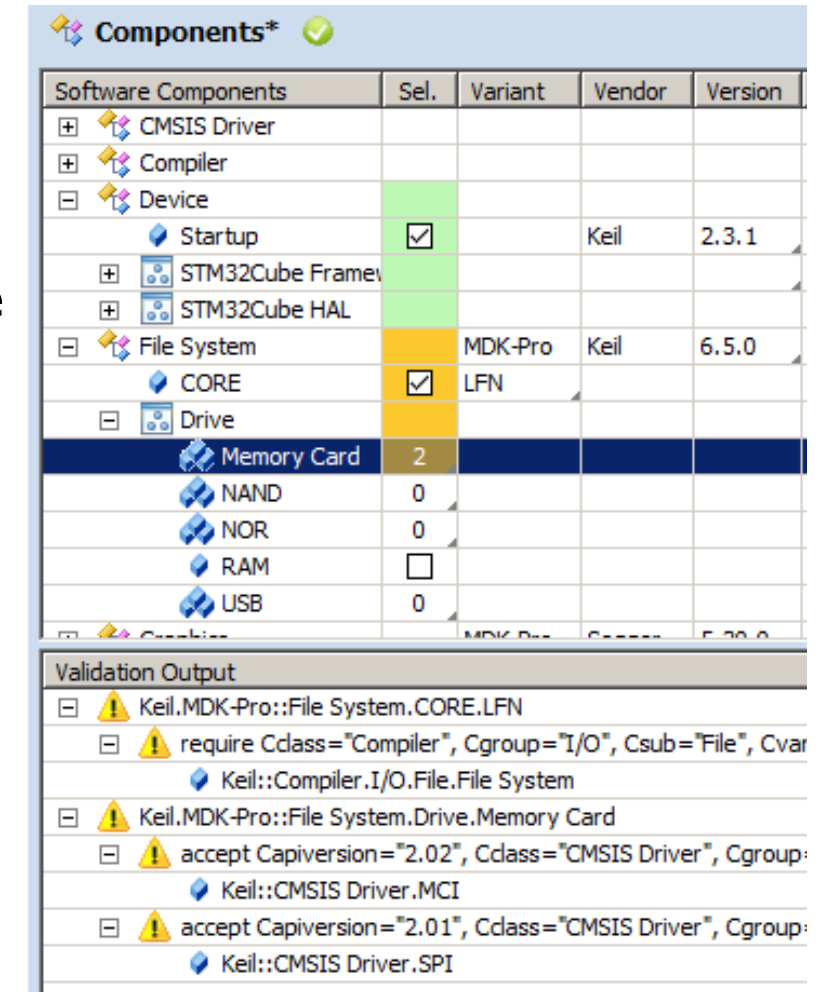 Components*
Software Components Sel. Variant Vendor Version
CMSIS Driver
Compiler
Device
e
Startup Keil 2.3.1
STM32Cube Framew
STM32Cube HAL
File System MDK-Pro Keil 6.5.0
CORE LFN
Drive
Memory Card 2
NAND 0
NOR 0
RAM
USB 0
Validation Output
Keil.MDK-Pro::File System.CORE.LFN
require Cclass="Compiler", Cgroup="I/O", Csub="File", Cvar
Keil::Compiler.I/O.File.File System
Keil.MDK-Pro::File System.Drive.Memory Card
accept Capiversion="2.02", Cclass="CMSIS Driver", Cgroup=
Keil::CMSIS Driver.MCI
accept Capiversion="2.01", Cclass="CMSIS Driver", Cgroup=
Keil::CMSIS Driver.SPI